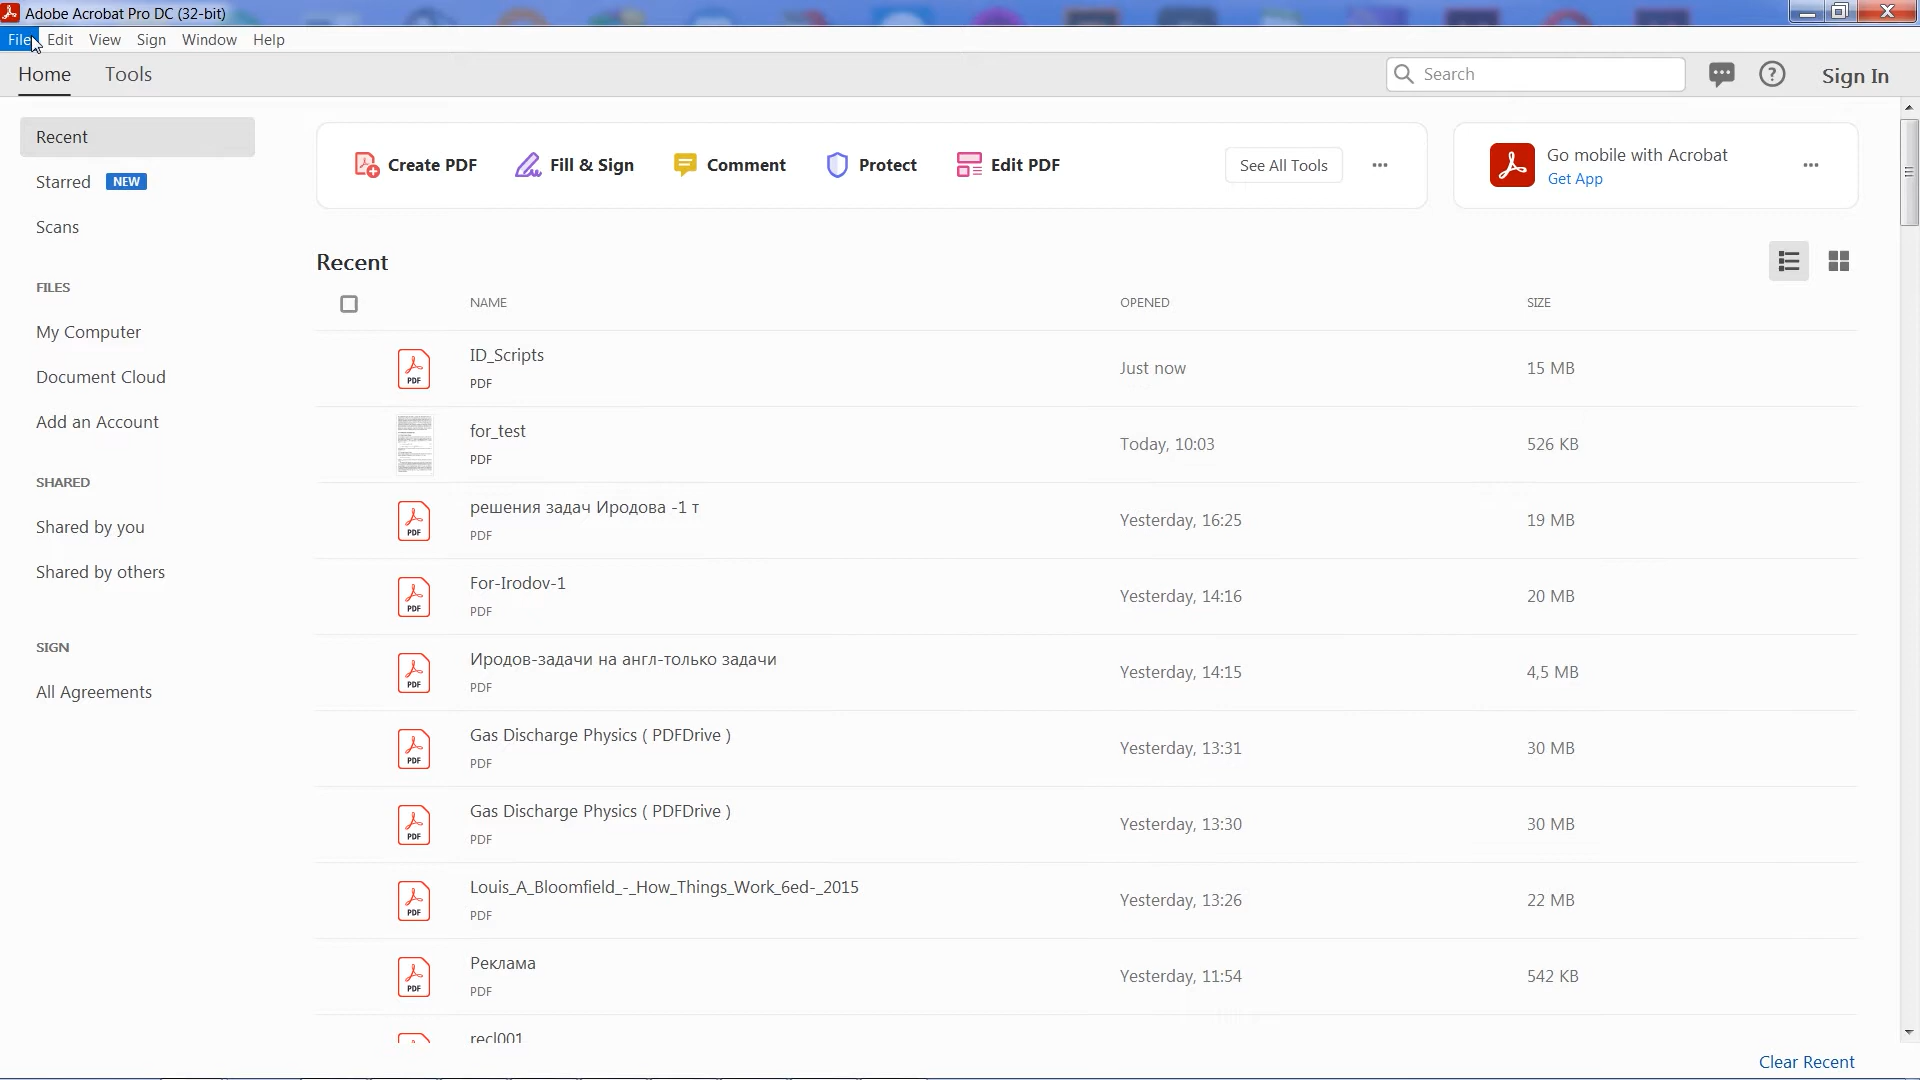 Adobe Acrobat Pro DC (32-bit)
File Edit View Sign Window Help
Home Tools
Search
Sign In
Recent
Starred NEW
Scans
FILES
My Computer
Document Cloud
Add an Account
SHARED
Shared by you
Shared by others
SIGN
All Agreements
Create PDF Fill & Sign Comment Protect Edit PDF See All Tools
Go mobile with Acrobat
Get App
Recent
NAME OPENED SIZE
ID_Scripts
PDF
Just now 15 MB
for_test
PDF
Today, 10:03 526 KB
решения задач Иродова -1 т
PDF
Yesterday, 16:25 19 MB
For-Irodov-1
PDF
Yesterday, 14:16 20 MB
Иродов-задачи на англ-только задачи
PDF
Yesterday, 14:15 4,5 MB
Gas Discharge Physics ( PDFDrive )
PDF
Yesterday, 13:31 30 MB
Gas Discharge Physics ( PDFDrive )
PDF
Yesterday, 13:30 30 MB
Louis_A_Bloomfield_-_How_Things_Work_6ed-_2015
PDF
Yesterday, 13:26 22 MB
Реклама
PDF
Yesterday, 11:54 542 KB
recl001
Clear Recent